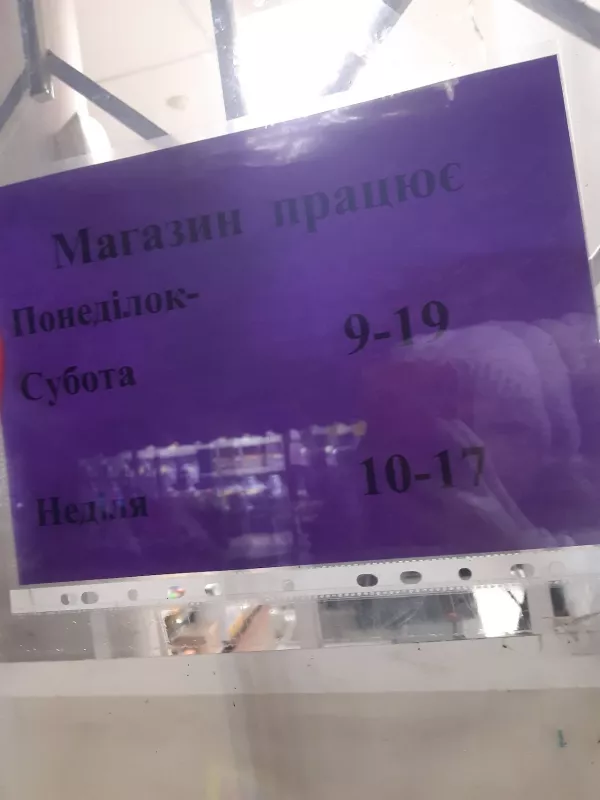 Магазин працює
Понеділок-
Субота 9-19
Неділя 10-17